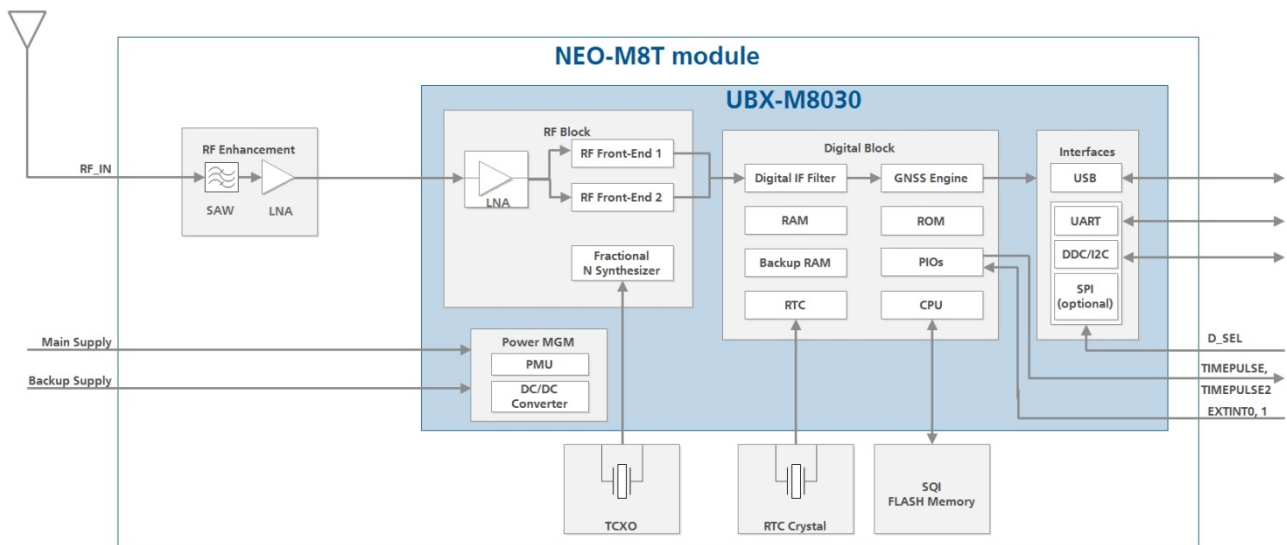 NEO-M8T module
UBX-M8030
RF_IN
RF Enhancement
SAW
LNA
RF Block
LNA
RF Front-End 1
RF Front-End 2
Fractional
N Synthesizer
Digital Block
Digital IF Filter
GNSS Engine
RAM
ROM
Backup RAM
PIOs
RTC
CPU
Interfaces
USB
UART
DDC/I2C
SPI
(optional)
Main Supply
Backup Supply
Power MGM
PMU
DC/DC
Converter
D_SEL
TIMEPULSE,
TIMEPULSE2
EXTINT0, 1
TCXO
RTC Crystal
SQI
FLASH Memory